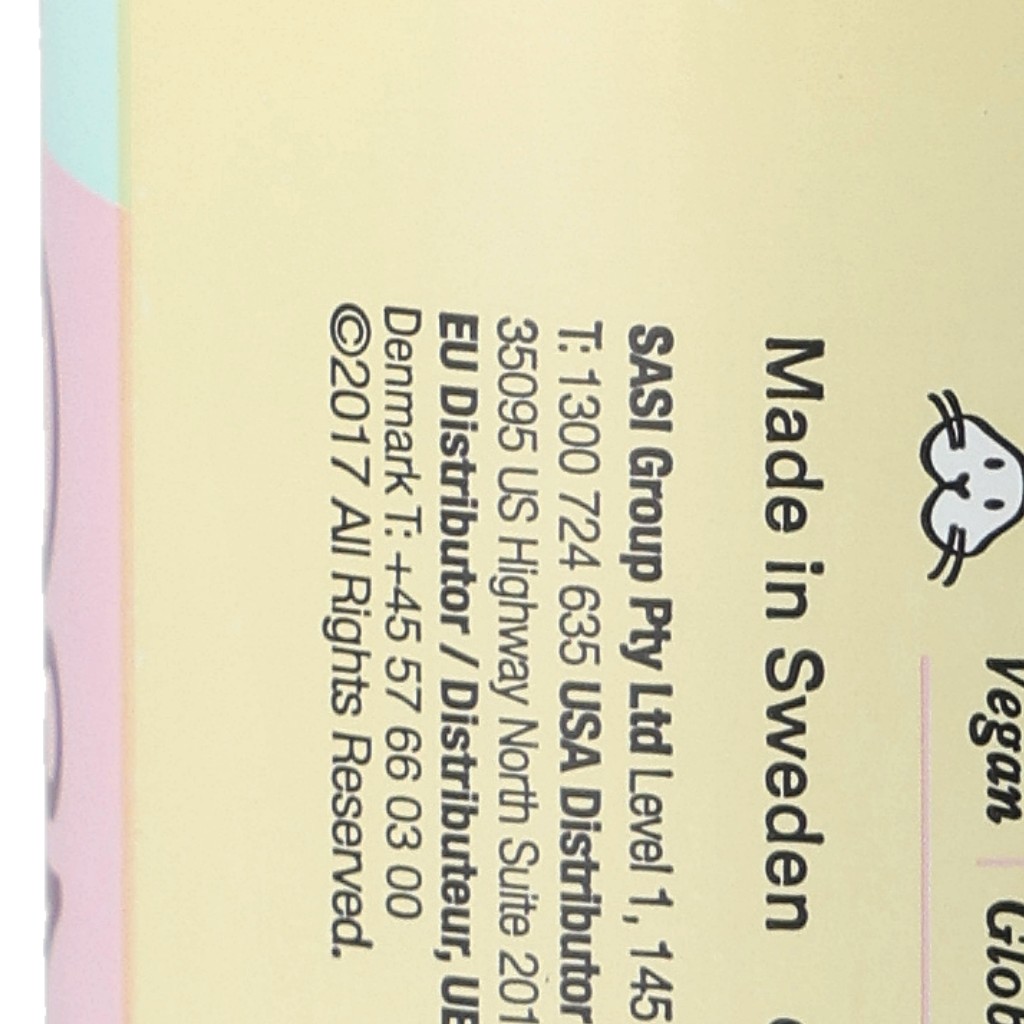 Vegan | Glob
Made in Sweden
SASI Group Pty Ltd Level 1, 145
T: 1300 724 635 USA Distributor
35095 US Highway North Suite 201
EU Distributor / Distributeur, UE
Denmark T: +45 57 66 03 00
©2017 All Rights Reserved.